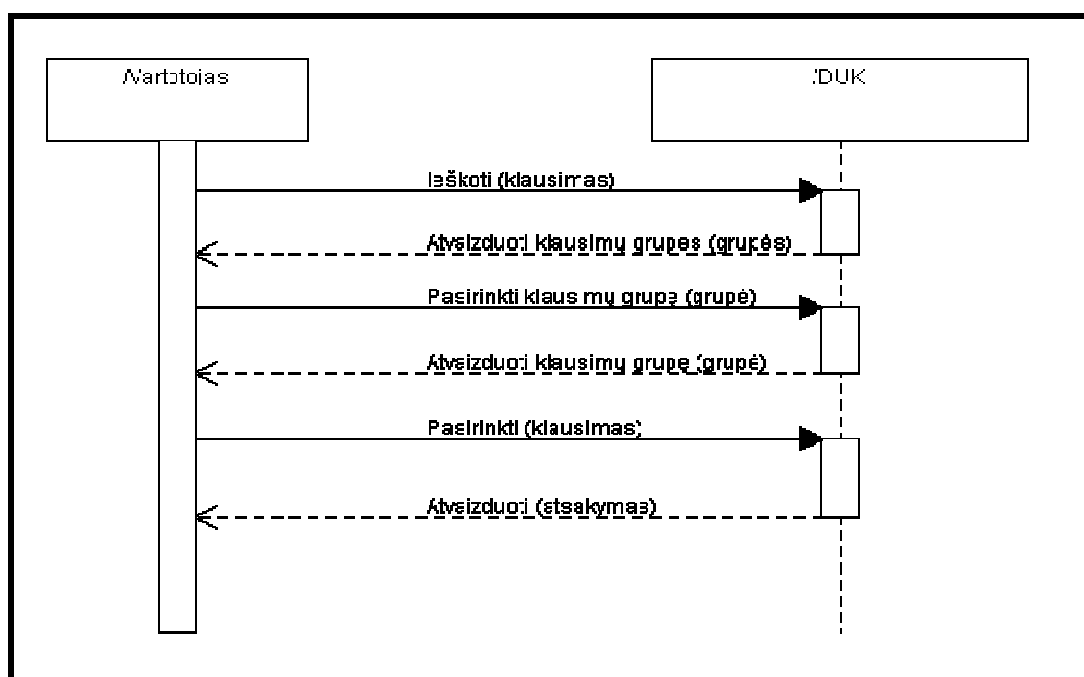 /Vartotojas
/DUK
Ieškoti (klausimas)
Atvaizduoti klausimų grupes (grupės)
Pasirinkti klausimų grupę (grupė)
Atvaizduoti klausimų grupę (grupė)
Pasirinkti (klausimas)
Atvaizduoti (atsakymas)